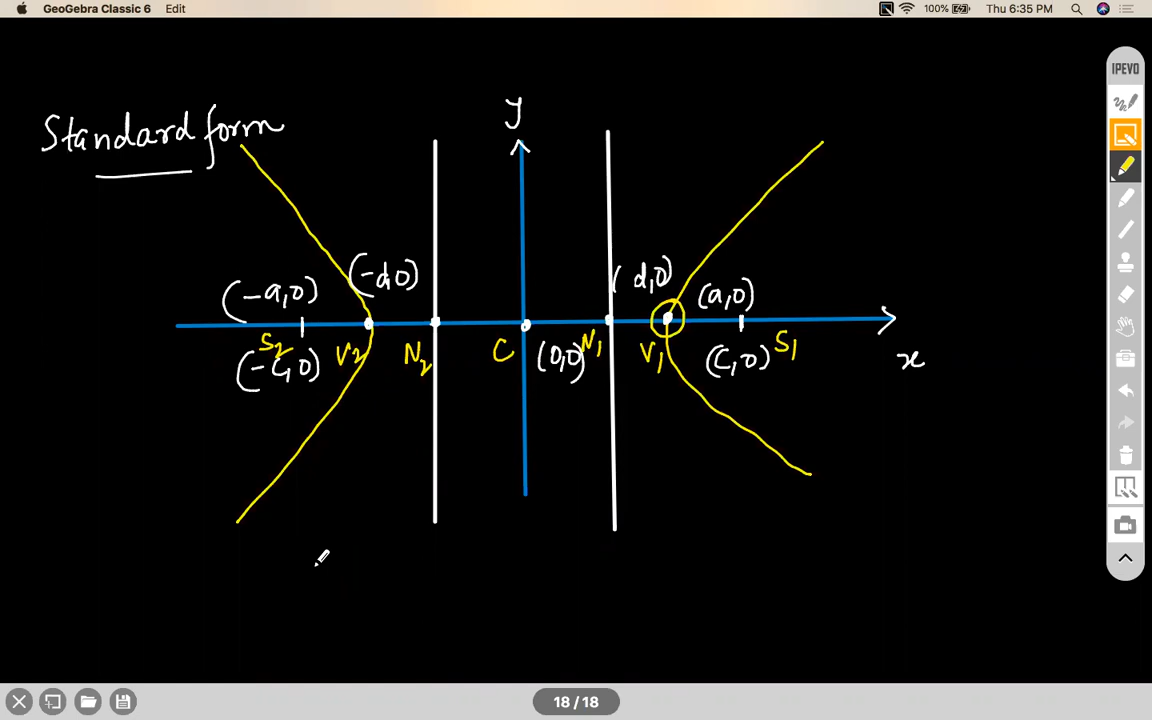 GeoGebra Classic 6 Edit 100% Thu 6:35 PM
IPEVO
Standard form
y
(-d,0) (d,0)
(-a,0) (a,0)
S2 V2 N2 C (0,0) N1 V1 S1
(-c,0) (c,0) x
18 / 18